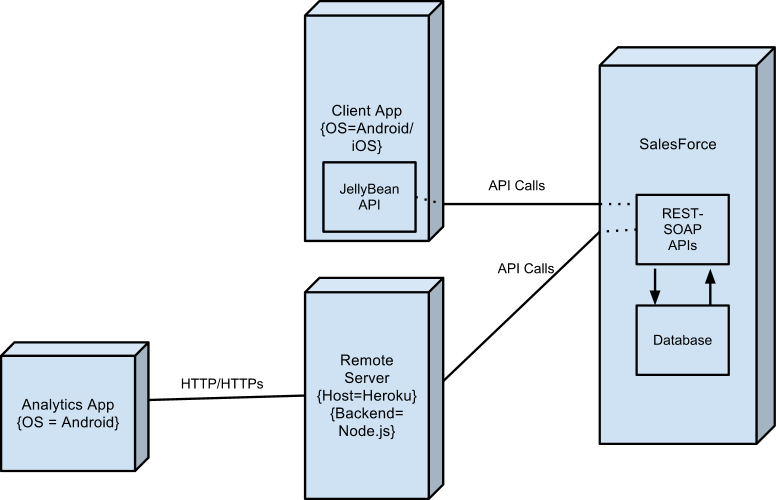 Client App
{OS=Android/
iOS}
JellyBean
API
API Calls
SalesForce
REST-
SOAP
APIs
Database
API Calls
Remote
Server
{Host=Heroku}
{Backend=
Node.js}
HTTP/HTTPs
Analytics App
{OS = Android}